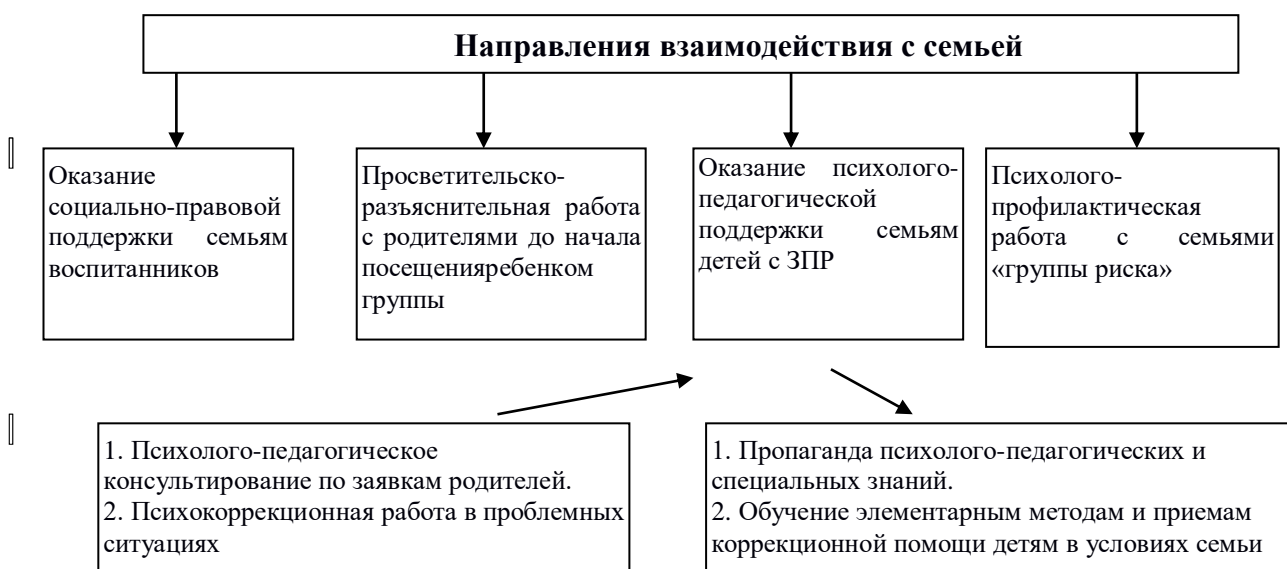 Направления взаимодействия с семьей
Оказание
социально-правовой
поддержки семьям
воспитанников
Просветительско-
разъяснительная работа
с родителями до начала
посещенияребенком
группы
Оказание психолого-
педагогической
поддержки семьям
детей с ЗПР
Психолого-
профилактическая
работа с семьями
«группы риска»
1. Психолого-педагогическое
консультирование по заявкам родителей.
2. Психокоррекционная работа в проблемных
ситуациях
1. Пропаганда психолого-педагогических и
специальных знаний.
2. Обучение элементарным методам и приемам
коррекционной помощи детям в условиях семьи